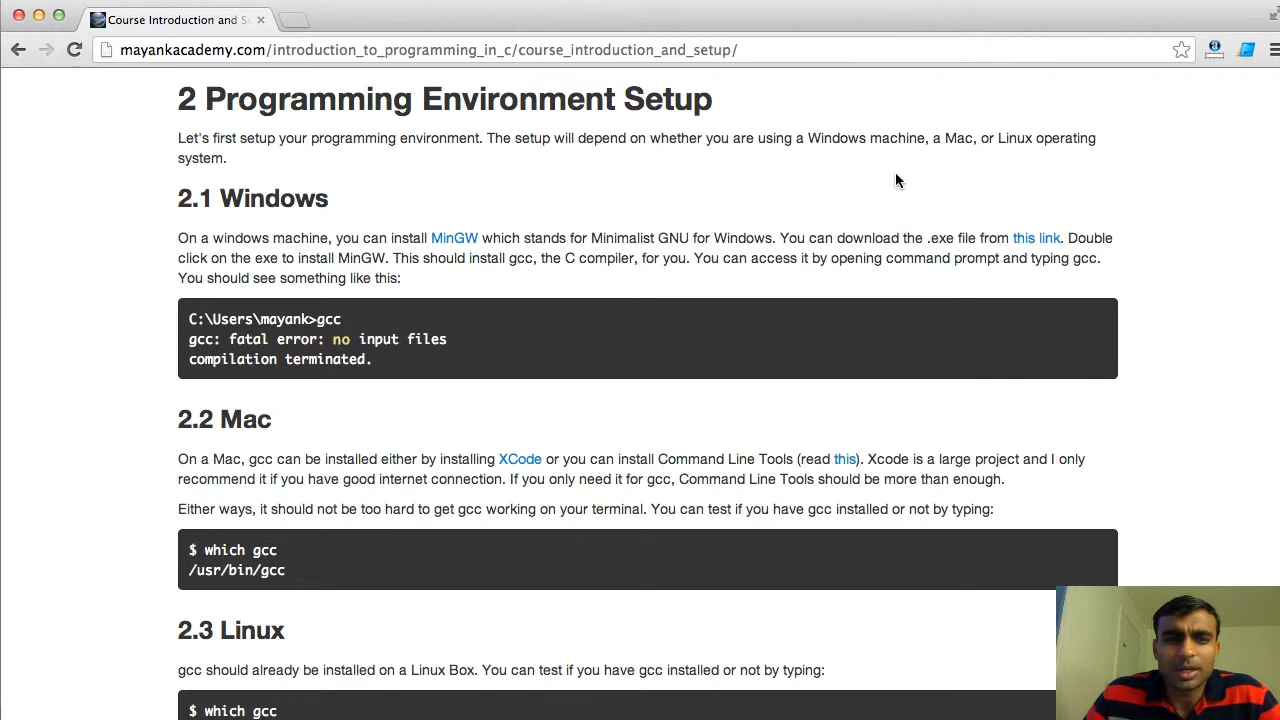 Course Introduction and S
mayankacademy.com/introduction_to_programming_in_c/course_introduction_and_setup/
2 Programming Environment Setup
Let's first setup your programming environment. The setup will depend on whether you are using a Windows machine, a Mac, or Linux operating
system.
2.1 Windows
On a windows machine, you can install MinGW which stands for Minimalist GNU for Windows. You can download the .exe file from this link. Double
click on the exe to install MinGW. This should install gcc, the C compiler, for you. You can access it by opening command prompt and typing gcc.
You should see something like this:
C:\Users\mayank>gcc
gcc: fatal error: no input files
compilation terminated.
2.2 Mac
On a Mac, gcc can be installed either by installing XCode or you can install Command Line Tools (read this). Xcode is a large project and I only
recommend it if you have good internet connection. If you only need it for gcc, Command Line Tools should be more than enough.
Either ways, it should not be too hard to get gcc working on your terminal. You can test if you have gcc installed or not by typing:
$ which gcc
/usr/bin/gcc
2.3 Linux
gcc should already be installed on a Linux Box. You can test if you have gcc installed or not by typing:
$ which gcc